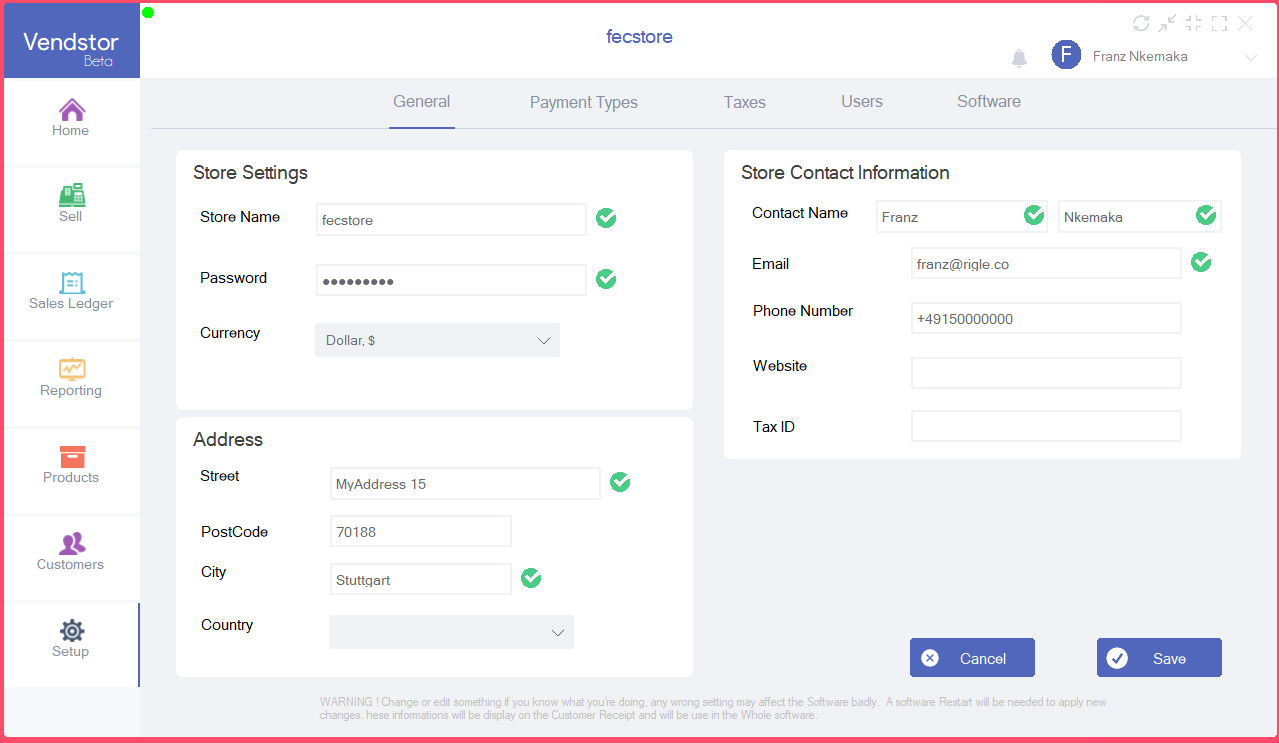 Vendstor
Beta
fecstore
F
Franz Nkemaka
Home
Sell
Sales Ledger
Reporting
Products
Customers
Setup
General Payment Types Taxes Users Software
Store Settings
Store Name fecstore
Password •••••••••
Currency Dollar, $
Address
Street MyAddress 15
PostCode 70188
City Stuttgart
Country
Store Contact Information
Contact Name Franz Nkemaka
Email franz@rigle.co
Phone Number +49150000000
Website
Tax ID
Cancel Save
WARNING ! Change or edit something if you know what you're doing, any wrong setting may affect the Software badly. A software Restart will be needed to apply new
changes. hese informations will be display on the Customer Receipt and will be use in the Whole software.